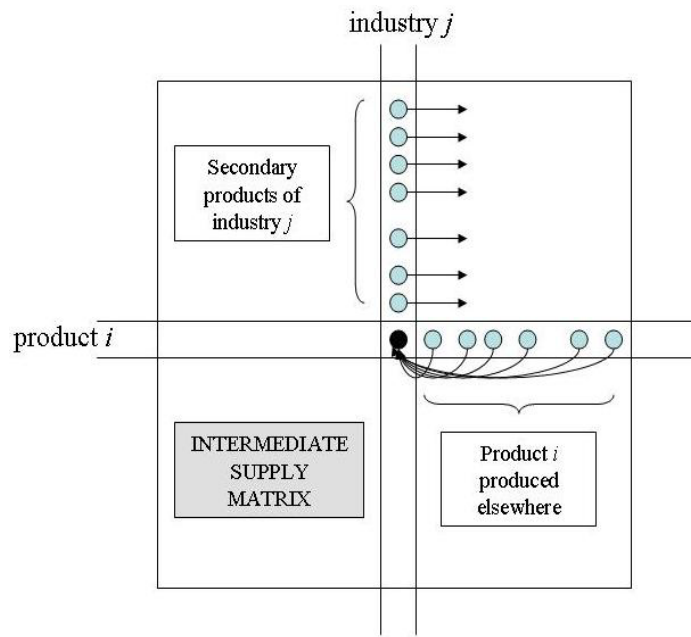 industry j
Secondary
products of
industry j
product i
INTERMEDIATE
SUPPLY
MATRIX
Product i
produced
elsewhere